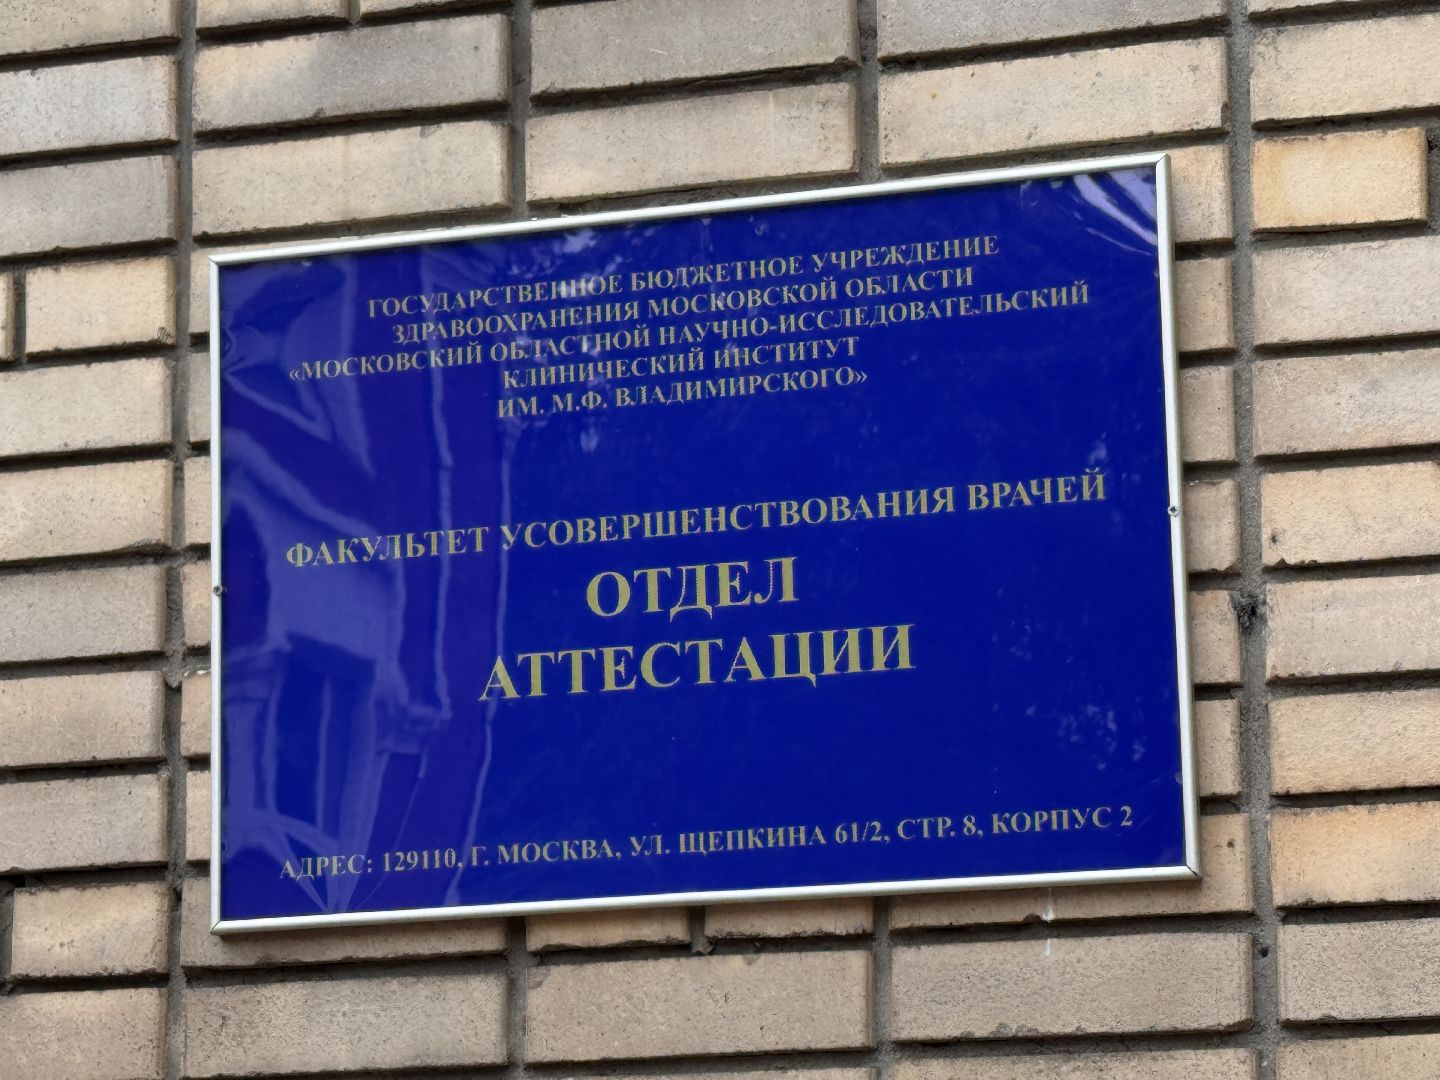 ГОСУДАРСТВЕННОЕ БЮДЖЕТНОЕ УЧРЕЖДЕНИЕ
ЗДРАВООХРАНЕНИЯ МОСКОВСКОЙ ОБЛАСТИ
«МОСКОВСКИЙ ОБЛАСТНОЙ НАУЧНО-ИССЛЕДОВАТЕЛЬСКИЙ
КЛИНИЧЕСКИЙ ИНСТИТУТ
ИМ. М.Ф. ВЛАДИМИРСКОГО»
ФАКУЛЬТЕТ УСОВЕРШЕНСТВОВАНИЯ ВРАЧЕЙ
ОТДЕЛ
АТТЕСТАЦИИ
АДРЕС: 129110, Г. МОСКВА, УЛ. ЩЕПКИНА 61/2, СТР. 8, КОРПУС 2